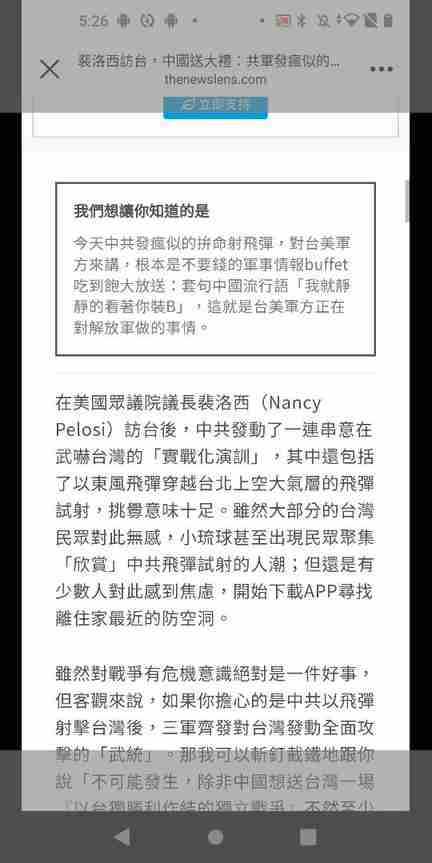 5:26
裴洛西訪台，中國送大禮：共軍發瘋似的...
thenewslens.com
立即支持
我們想讓你知道的是
今天中共發瘋似的拚命射飛彈，對台美軍
方來講，根本是不要錢的軍事情報buffet
吃到飽大放送：套句中國流行語「我就靜
靜的看著你裝B」，這就是台美軍方正在
對解放軍做的事情。
在美國眾議院議長裴洛西（Nancy
Pelosi）訪台後，中共發動了一連串意在
武嚇台灣的「實戰化演訓」，其中還包括
了以東風飛彈穿越台北上空大氣層的飛彈
試射，挑釁意味十足。雖然大部分的台灣
民眾對此無感，小琉球甚至出現民眾聚集
「欣賞」中共飛彈試射的人潮；但還是有
少數人對此感到焦慮，開始下載APP尋找
離住家最近的防空洞。
雖然對戰爭有危機意識絕對是一件好事，
但客觀來說，如果你擔心的是中共以飛彈
射擊台灣後，三軍齊發對台灣發動全面攻
擊的「武統」。那我可以斬釘截鐵地跟你
說「不可能發生，除非中國想送台灣一場
『以台獨勝利作結的獨立戰爭』不然至少